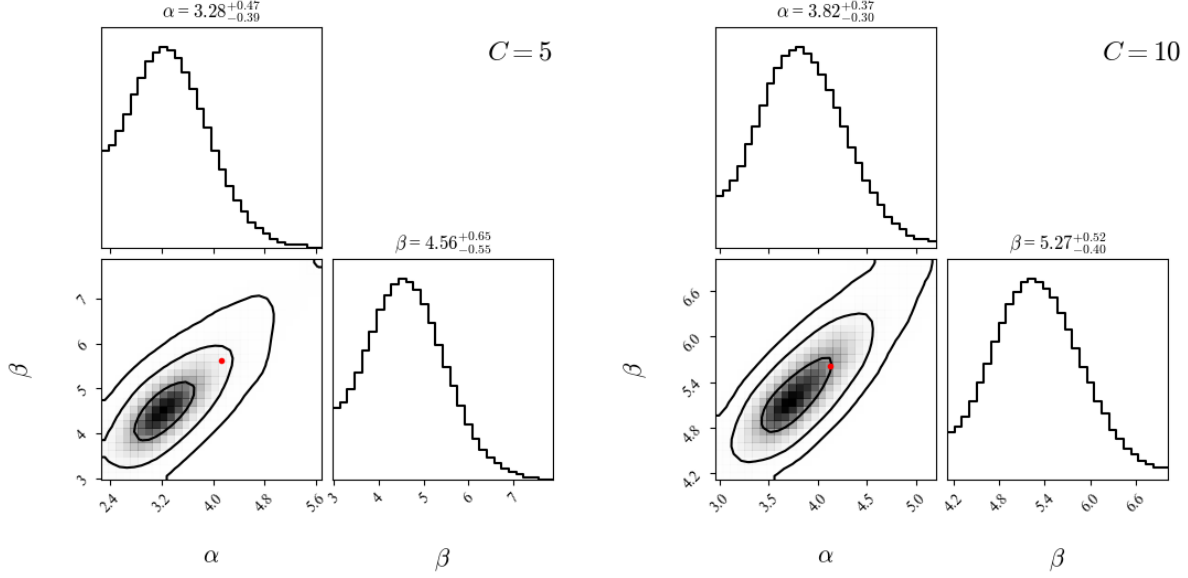 α = 3.28 +0.47 −0.39
C = 5
β = 4.56 +0.65 −0.55
7
6
5
4
3
β
2.4 3.2 4.0 4.8 5.6
α
3 4 5 6 7
β
α = 3.82 +0.37 −0.30
C = 10
β = 5.27 +0.52 −0.40
6.6
6.0
5.4
4.8
4.2
β
3.0 3.5 4.0 4.5 5.0
α
4.2 4.8 5.4 6.0 6.6
β